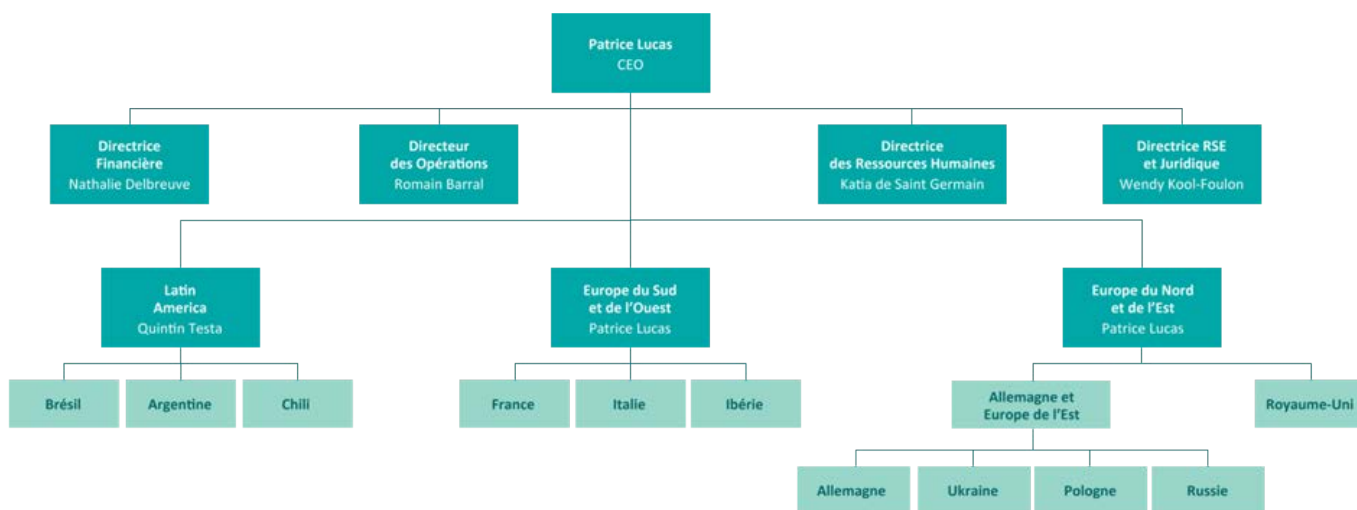 Patrice Lucas
CEO
Directrice
Financière
Nathalie Delbreuve
Directeur
des Opérations
Romain Barral
Directrice
des Ressources Humaines
Katia de Saint Germain
Directrice RSE
et Juridique
Wendy Kool-Foulon
Latin
America
Quintin Testa
Europe du Sud
et de l'Ouest
Patrice Lucas
Europe du Nord
et de l'Est
Patrice Lucas
Brésil
Argentine
Chili
France
Italie
Ibérie
Allemagne et
Europe de l'Est
Royaume-Uni
Allemagne
Ukraine
Pologne
Russie